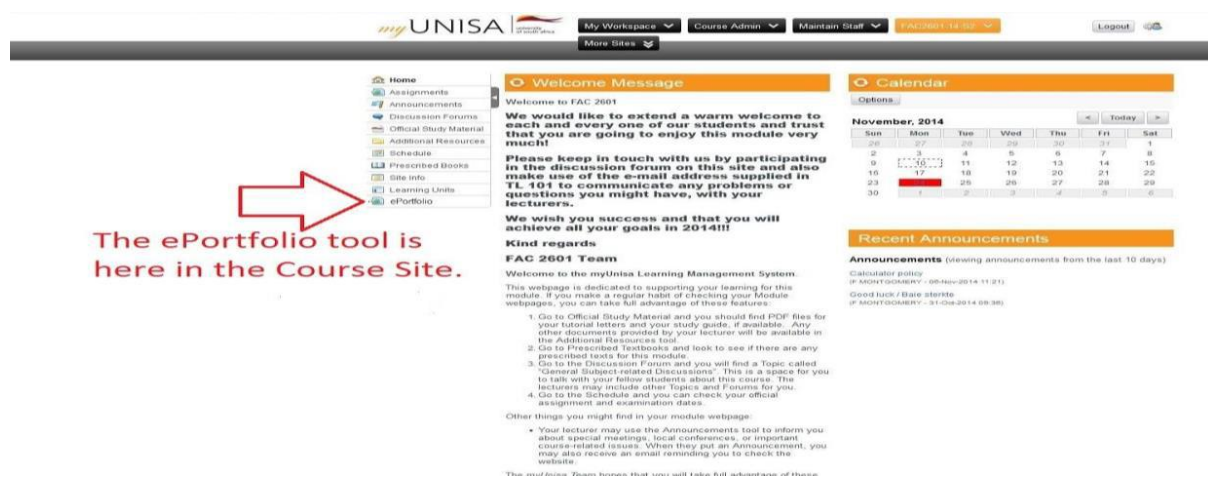 myUNISA
university
of south africa
My Workspace
Course Admin
Maintain Staff
FAC2601-14-S2
Logout
More Sites
Home
Assignments
Announcements
Discussion Forums
Official Study Material
Additional Resources
Schedule
Prescribed Books
Site Info
Learning Units
ePortfolio
The ePortfolio tool is
here in the Course Site.
Welcome Message
Welcome to FAC 2601
We would like to extend a warm welcome to
each and every one of our students and trust
that you are going to enjoy this module very
much!
Please keep in touch with us by participating
in the discussion forum on this site and also
make use of the e-mail address supplied in
TL 101 to communicate any problems or
questions you might have, with your
lecturers.
We wish you success and that you will
achieve all your goals in 2014!!!
Kind regards
FAC 2601 Team
Welcome to the myUnisa Learning Management System.
This webpage is dedicated to supporting your learning for this
module. If you make a regular habit of checking your Module
webpages, you can take full advantage of these features:
1. Go to Official Study Material and you should find PDF files for
your tutorial letters and your study guide, if available. Any
other documents provided by your lecturer will be available in
the Additional Resources tool.
2. Go to Prescribed Textbooks and look to see if there are any
prescribed texts for this module.
3. Go to the Discussion Forum and you will find a Topic called
"General Subject-related Discussions". This is a space for you
to talk with your fellow students about this course. The
lecturers may include other Topics and Forums for you.
4. Go to the Schedule and you can check your official
assignment and examination dates.
Other things you might find in your module webpage:
• Your lecturer may use the Announcements tool to inform you
about special meetings, local conferences, or important
course-related issues. When they put an Announcement, you
may also receive an email reminding you to check the
website.
The myUnisa Team hopes that you will take full advantage of these
Calendar
Options
November, 2014
< Today >
Sun Mon Tue Wed Thu Fri Sat
26 27 28 29 30 31 1
2 3 4 5 6 7 8
9 10 11 12 13 14 15
16 17 18 19 20 21 22
23 25 26 27 28 29
30 1 2 3 4 5 6
Recent Announcements
Announcements (viewing announcements from the last 10 days)
Calculator policy
(F MONTGOMERY - 06-Nov-2014 11:21)
Good luck / Baie sterkte
(F MONTGOMERY - 31-Oct-2014 09:38)